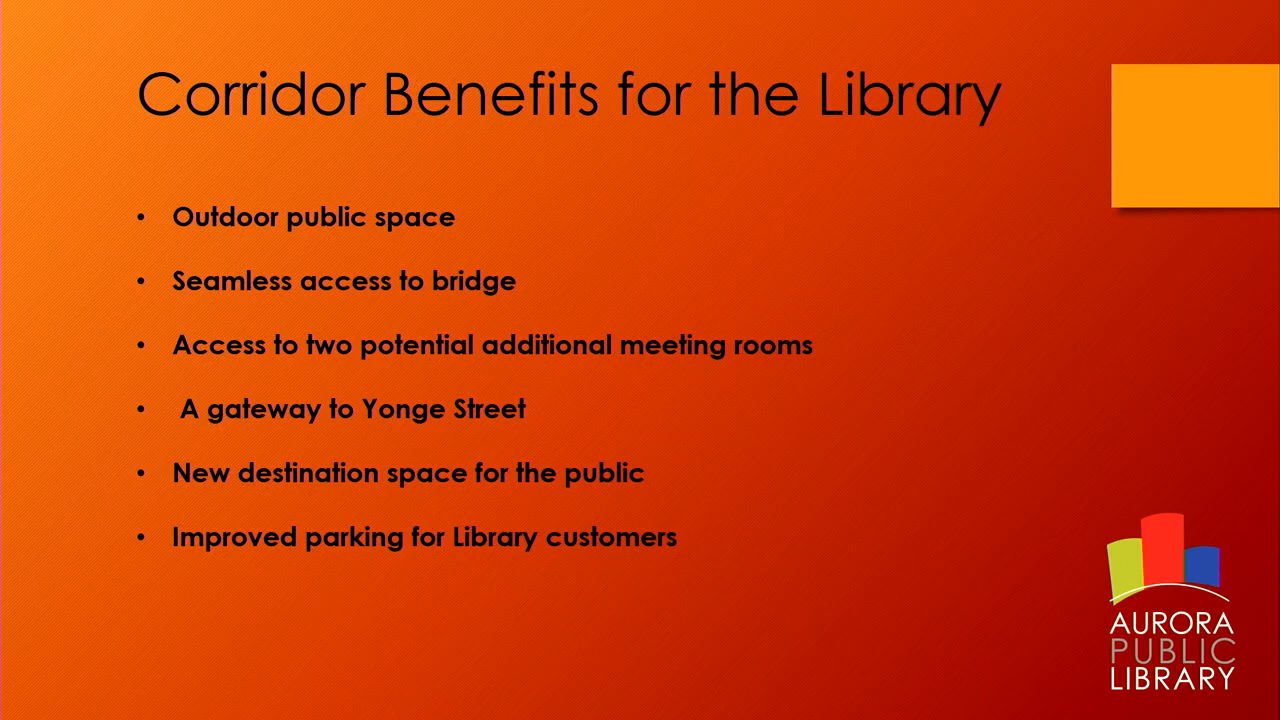 Corridor Benefits for the Library
• Outdoor public space
• Seamless access to bridge
• Access to two potential additional meeting rooms
• A gateway to Yonge Street
• New destination space for the public
• Improved parking for Library customers
AURORA
PUBLIC
LIBRARY